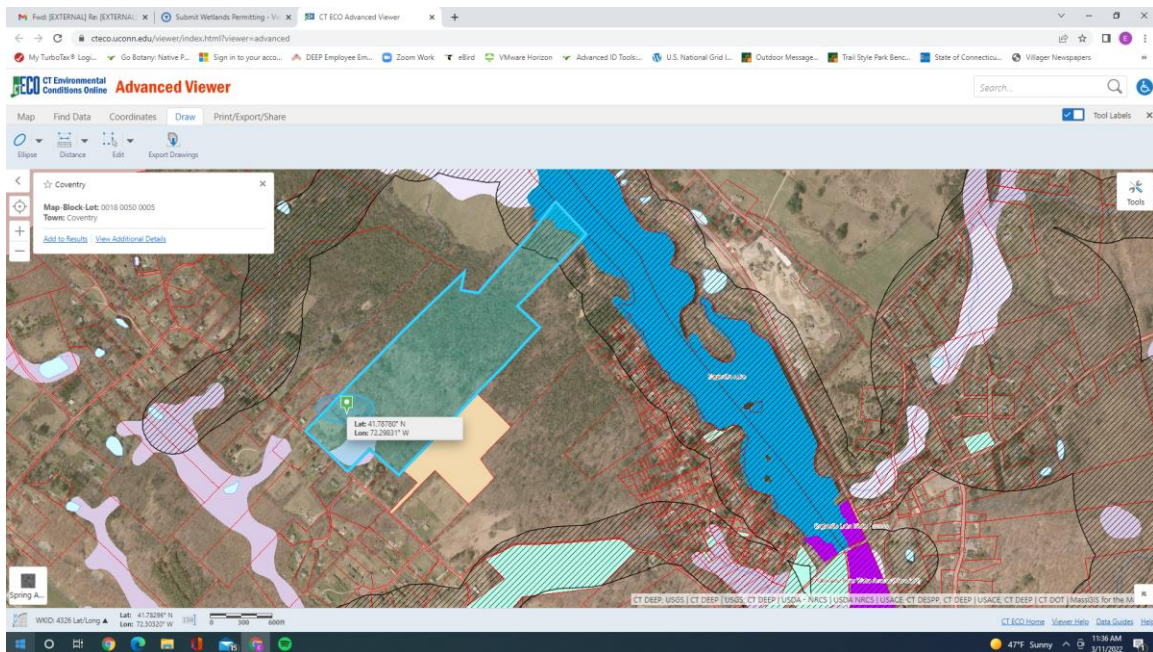 Fwd: [EXTERNAL] Re: [EXTERNAL:
Submit Wetlands Permitting - Vi
CT ECO Advanced Viewer
cteco.uconn.edu/viewer/index.html?viewer=advanced
My TurboTax® Logi...
Go Botany: Native P...
Sign in to your acco...
DEEP Employee Em...
Zoom Work
VMware Horizon
eBird
Advanced ID Tools:...
U.S. National Grid I...
Outdoor Message...
Trail Style Park Benc...
State of Connecticu...
Villager Newspapers
ECO CT Environmental Conditions Online
Advanced Viewer
Search...
Map Find Data Coordinates Draw Print/Export/Share
Tool Labels
Ellipse Distance Edit Export Drawings
Coventry
Map-Block-Lot: 0018 0050 0005
Town: Coventry
Add to Results View Additional Details
Tools
Eagleville Lake
Lat: 41.78780° N
Lon: 72.29831° W
Spring A...
CT DEEP, USGS | CT DEEP | USGS, CT DEEP | USDA - NRCS | USDA NRCS | USACE, CT DESPP, CT DEEP | USACE, CT DEEP | CT DOT | MassGIS for the M
WKID: 4326 Lat/Long
Lat: 41.79296° N
Lon: 72.30320° W
0 300 600ft
CT ECO Home Viewer Help Data Guides Help
15
47°F Sunny
11:36 AM
3/11/2022